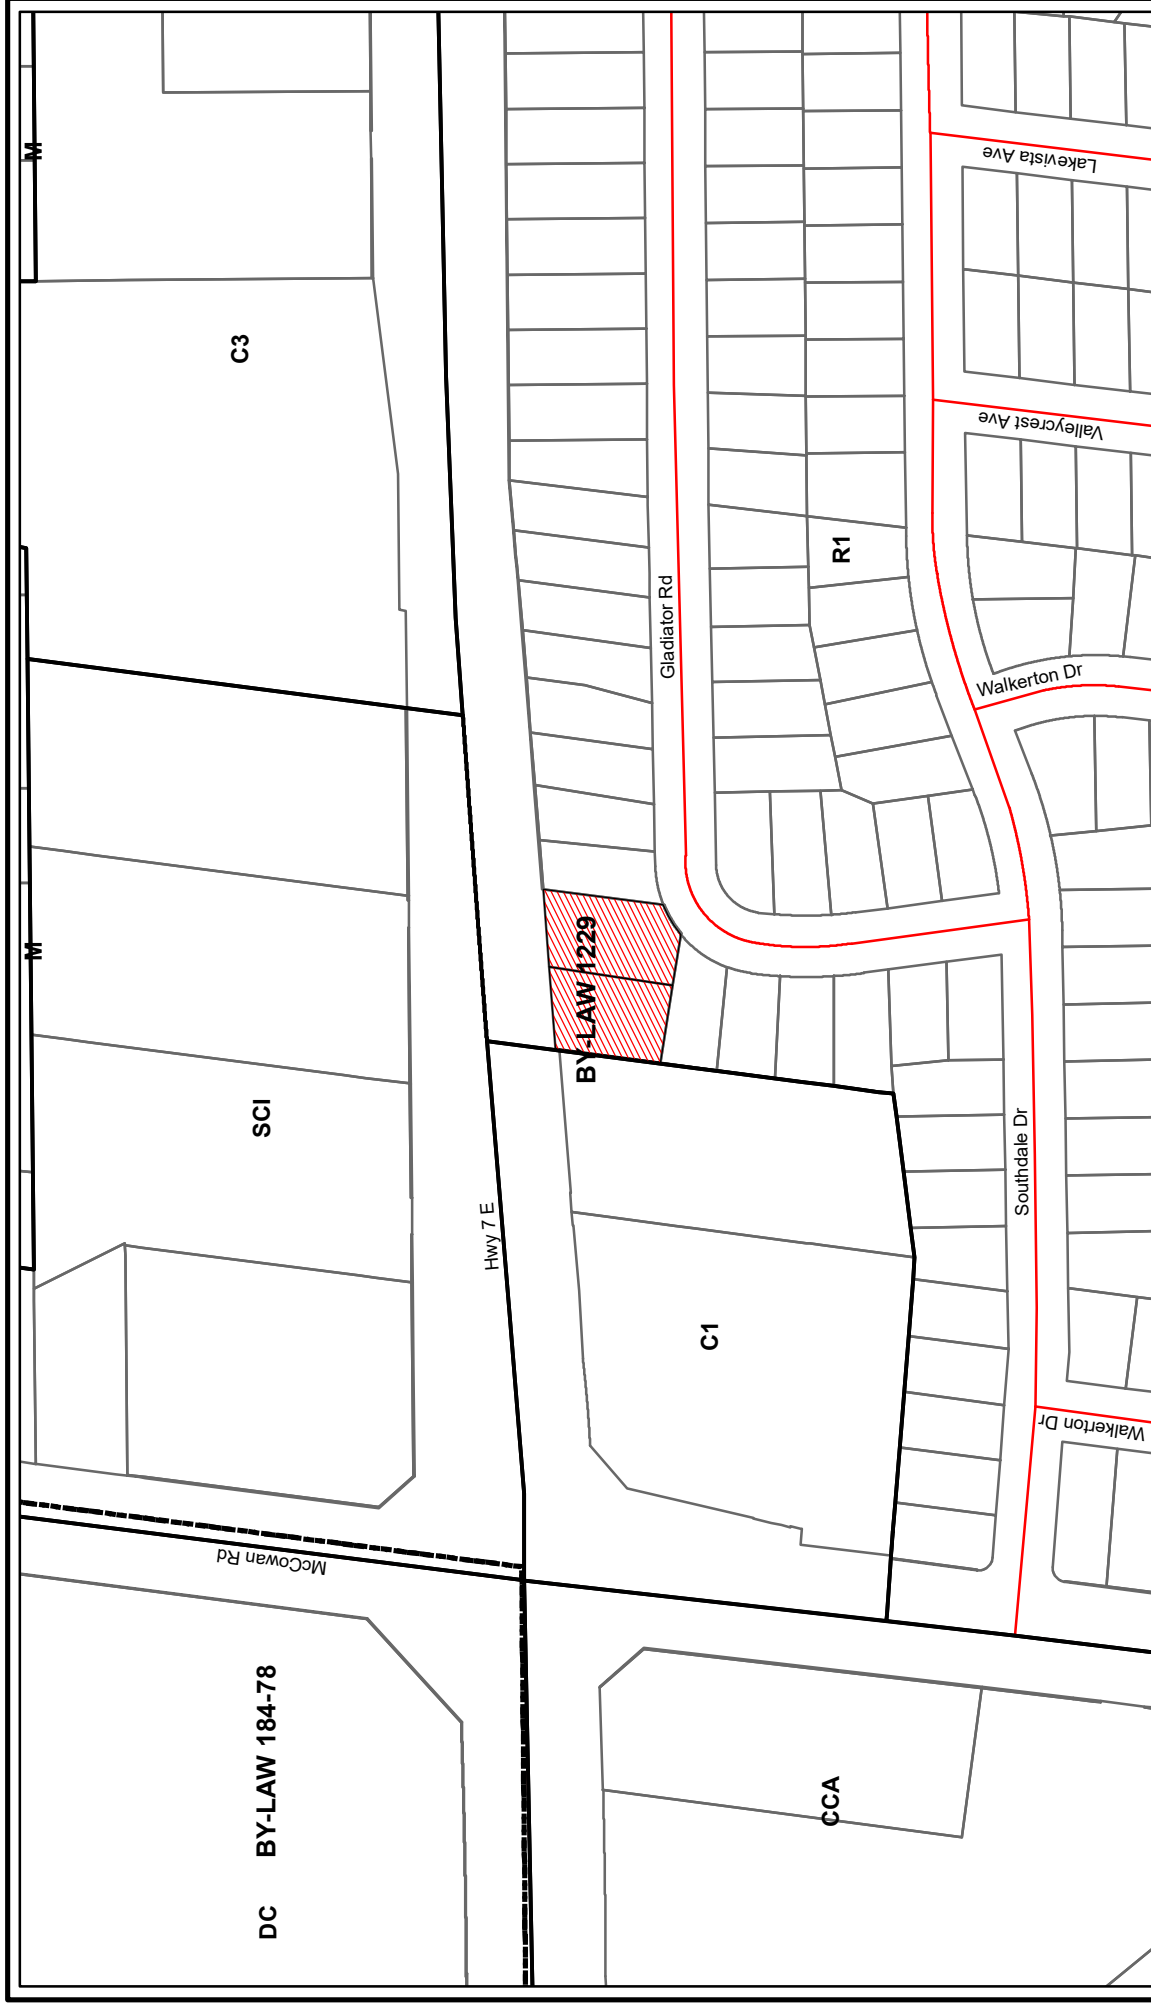 M
M
C3
SCI
BY-LAW 1229
Hwy 7 E
Gladiator Rd
R1
C1
Lakevista Ave
Valleycrest Ave
Walkerton Dr
Southdale Dr
Walkerton Dr
McCowan Rd
DC BY-LAW 184-78
CCA